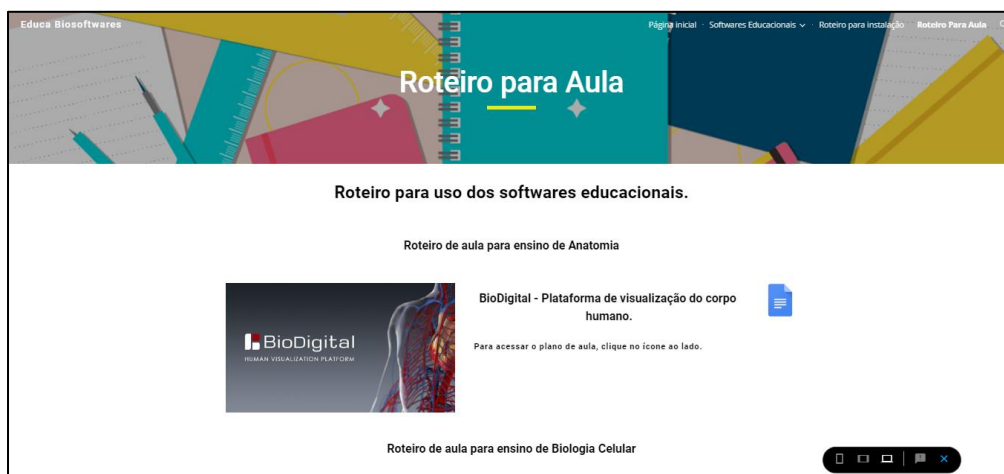 Educa Biosoftwares
Página inicial
Softwares Educacionais
Roteiro para instalação
Roteiro Para Aula
Roteiro para Aula
Roteiro para uso dos softwares educacionais.
Roteiro de aula para ensino de Anatomia
BioDigital
HUMAN VISUALIZATION PLATFORM
BioDigital - Plataforma de visualização do corpo
humano.
Para acessar o plano de aula, clique no ícone ao lado.
Roteiro de aula para ensino de Biologia Celular